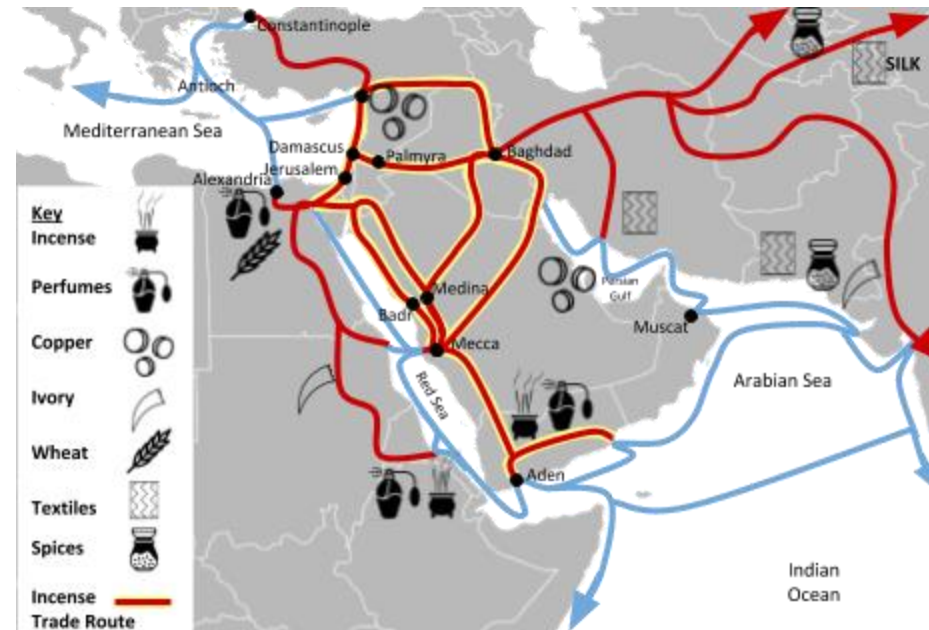 Constantinople
SILK
Antioch
Mediterranean Sea
Damascus
Palmyra
Baghdad
Jerusalem
Alexandria
Key
Incense
Perfumes
Copper
Ivory
Wheat
Textiles
Spices
Incense
Trade Route
Medina
Badr
Mecca
Persian
Gulf
Muscat
Red Sea
Arabian Sea
Aden
Indian
Ocean